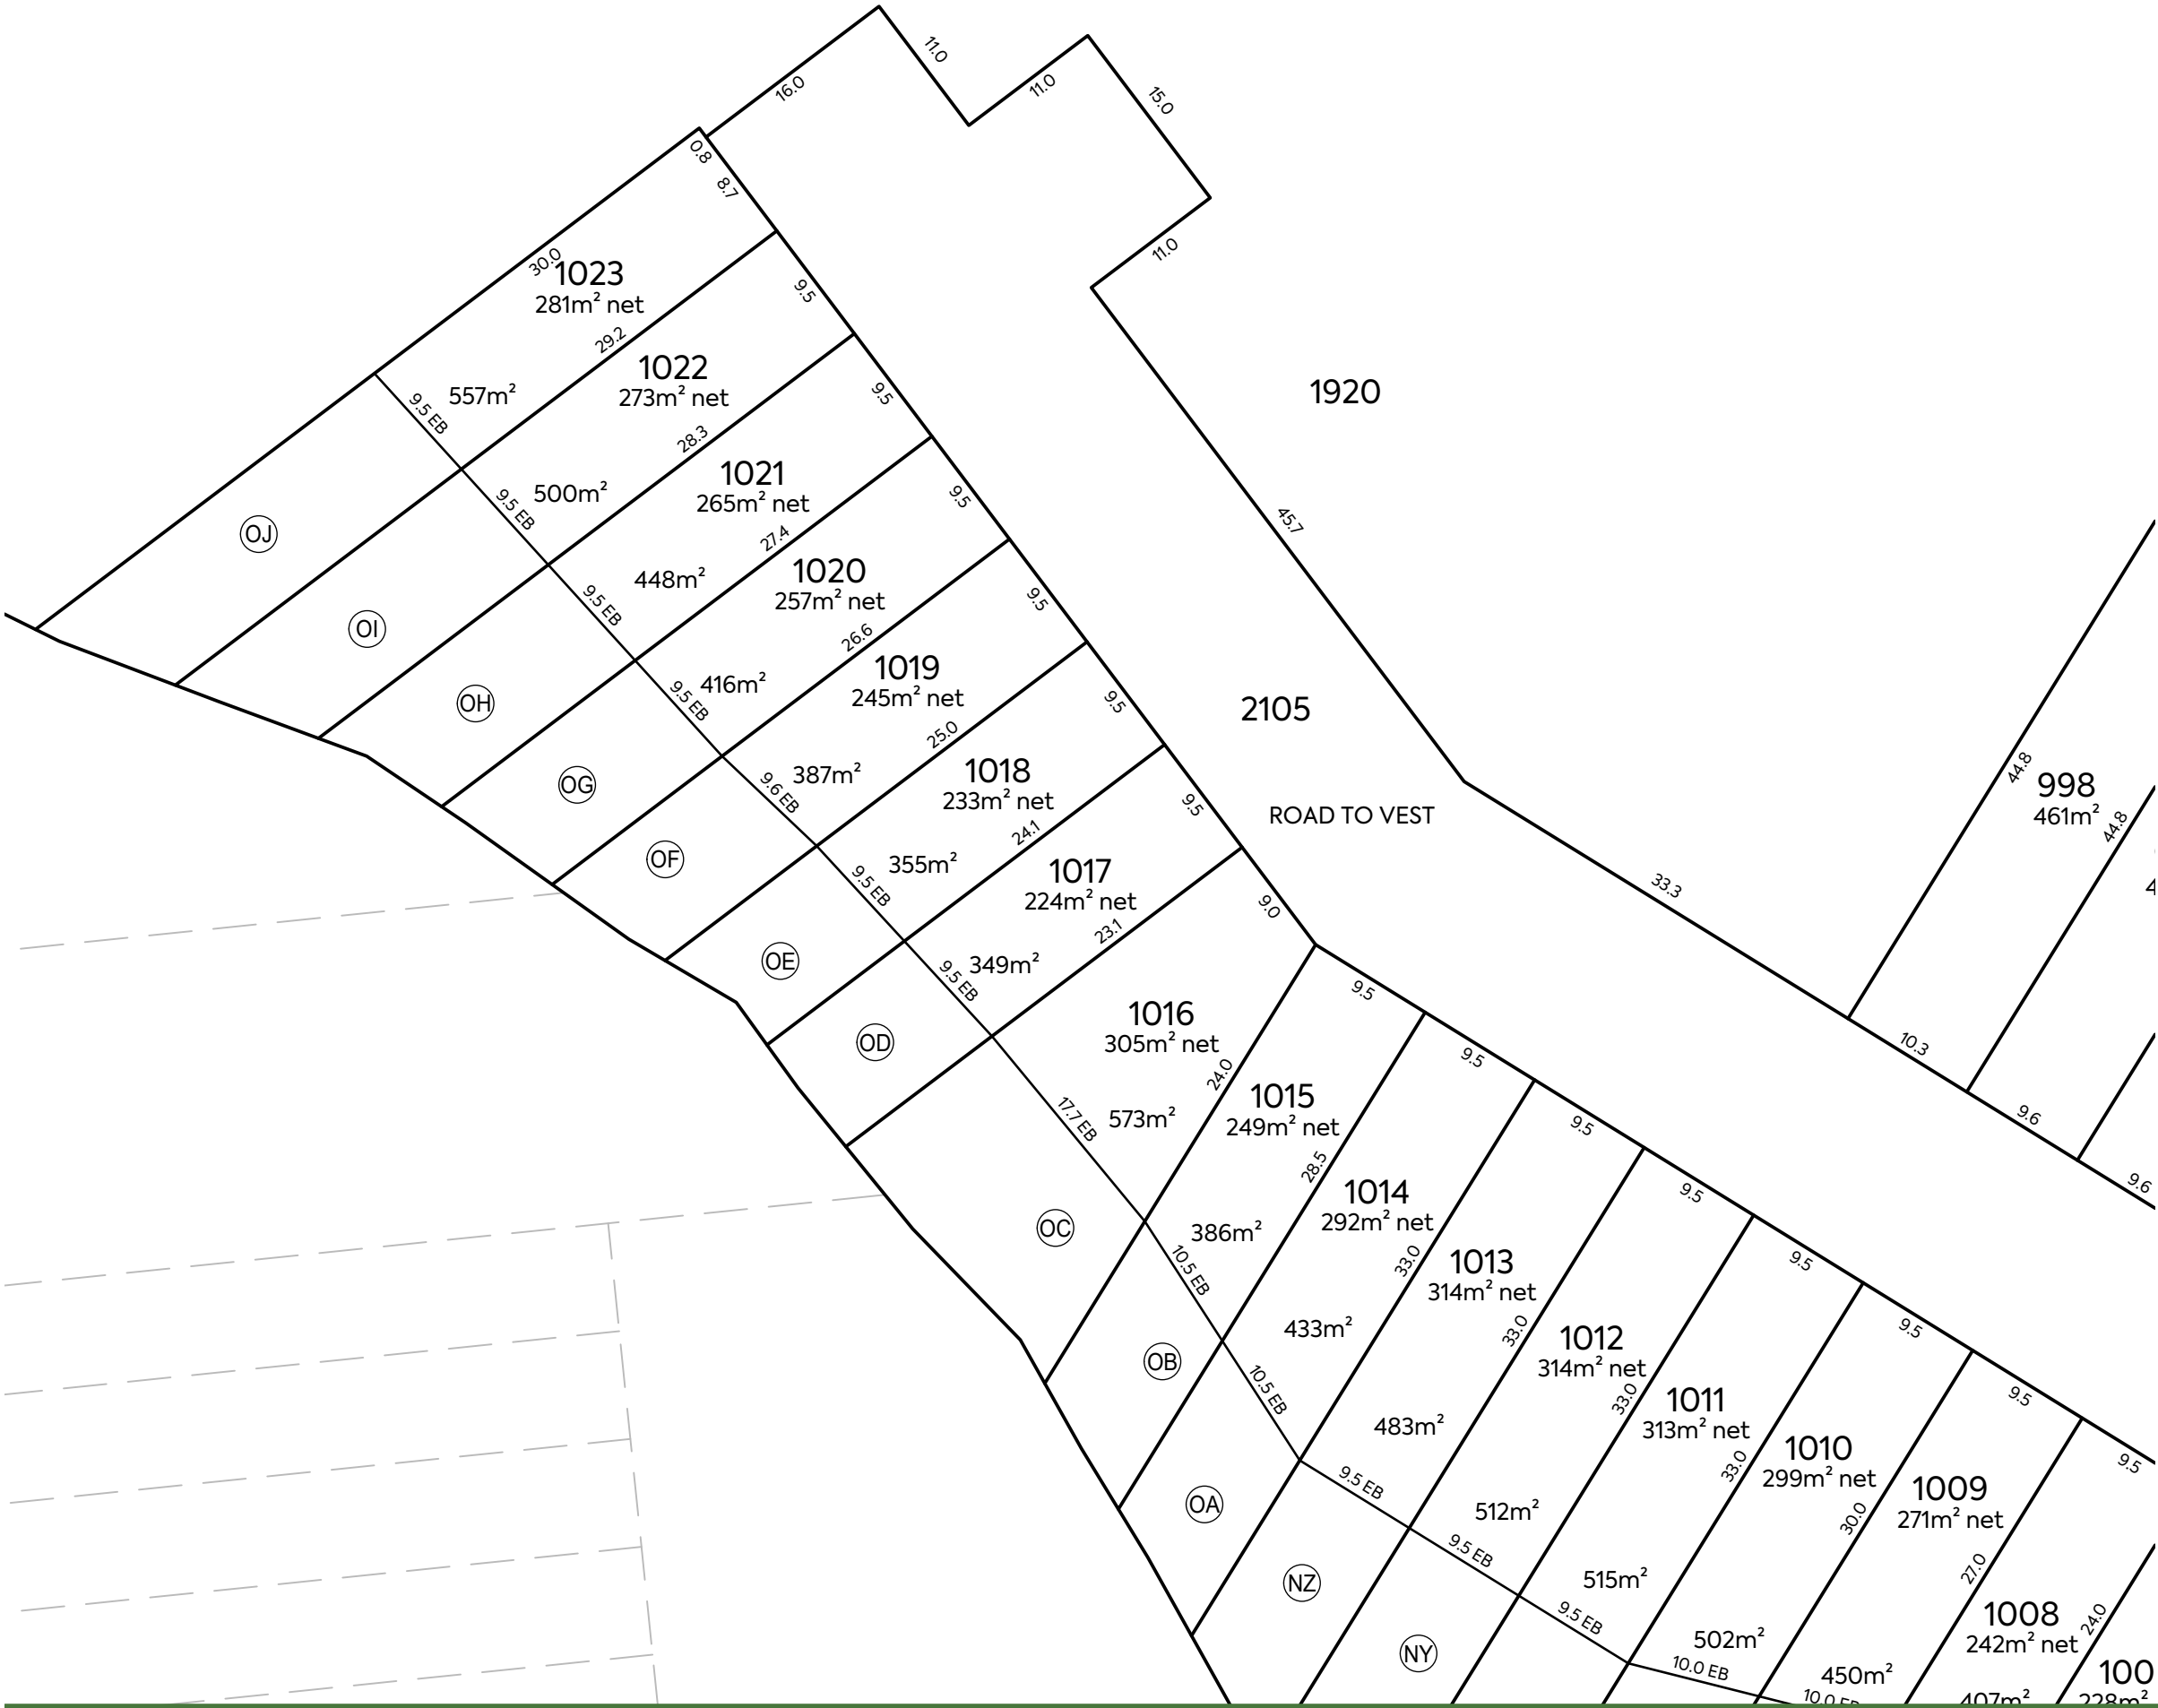 11.0
16.0
11.0
15.0
0.8
8.7
11.0
30.0
1023
281m² net
9.5
29.2
1022
273m² net
557m²
9.5 EB
9.5
1920
28.3
1021
265m² net
500m²
9.5 EB
9.5
45.7
OJ
27.4
1020
257m² net
448m²
9.5 EB
9.5
OI
26.6
1019
245m² net
416m²
9.5 EB
9.5
2105
OH
25.0
1018
233m² net
387m²
9.6 EB
9.5
ROAD TO VEST
44.8
998
461m²
44.8
4
OG
24.1
1017
224m² net
355m²
9.5 EB
9.0
33.3
OF
23.1
349m²
9.5 EB
OE
9.5
1016
305m² net
24.0
OD
9.5
10.3
1015
249m² net
573m²
17.7 EB
9.5
9.6
28.5
1014
292m² net
9.5
9.6
OC
386m²
10.5 EB
33.0
1013
314m² net
9.5
433m²
33.0
1012
314m² net
9.5
OB
10.5 EB
33.0
1011
313m² net
9.5
483m²
33.0
1010
299m² net
9.5
9.5 EB
OA
512m²
30.0
1009
271m² net
9.5 EB
NZ
515m²
27.0
1008
242m² net
24.0
9.5 EB
NY
502m²
10.0 EB
450m²
10.0 EB
407m²
100
228m²